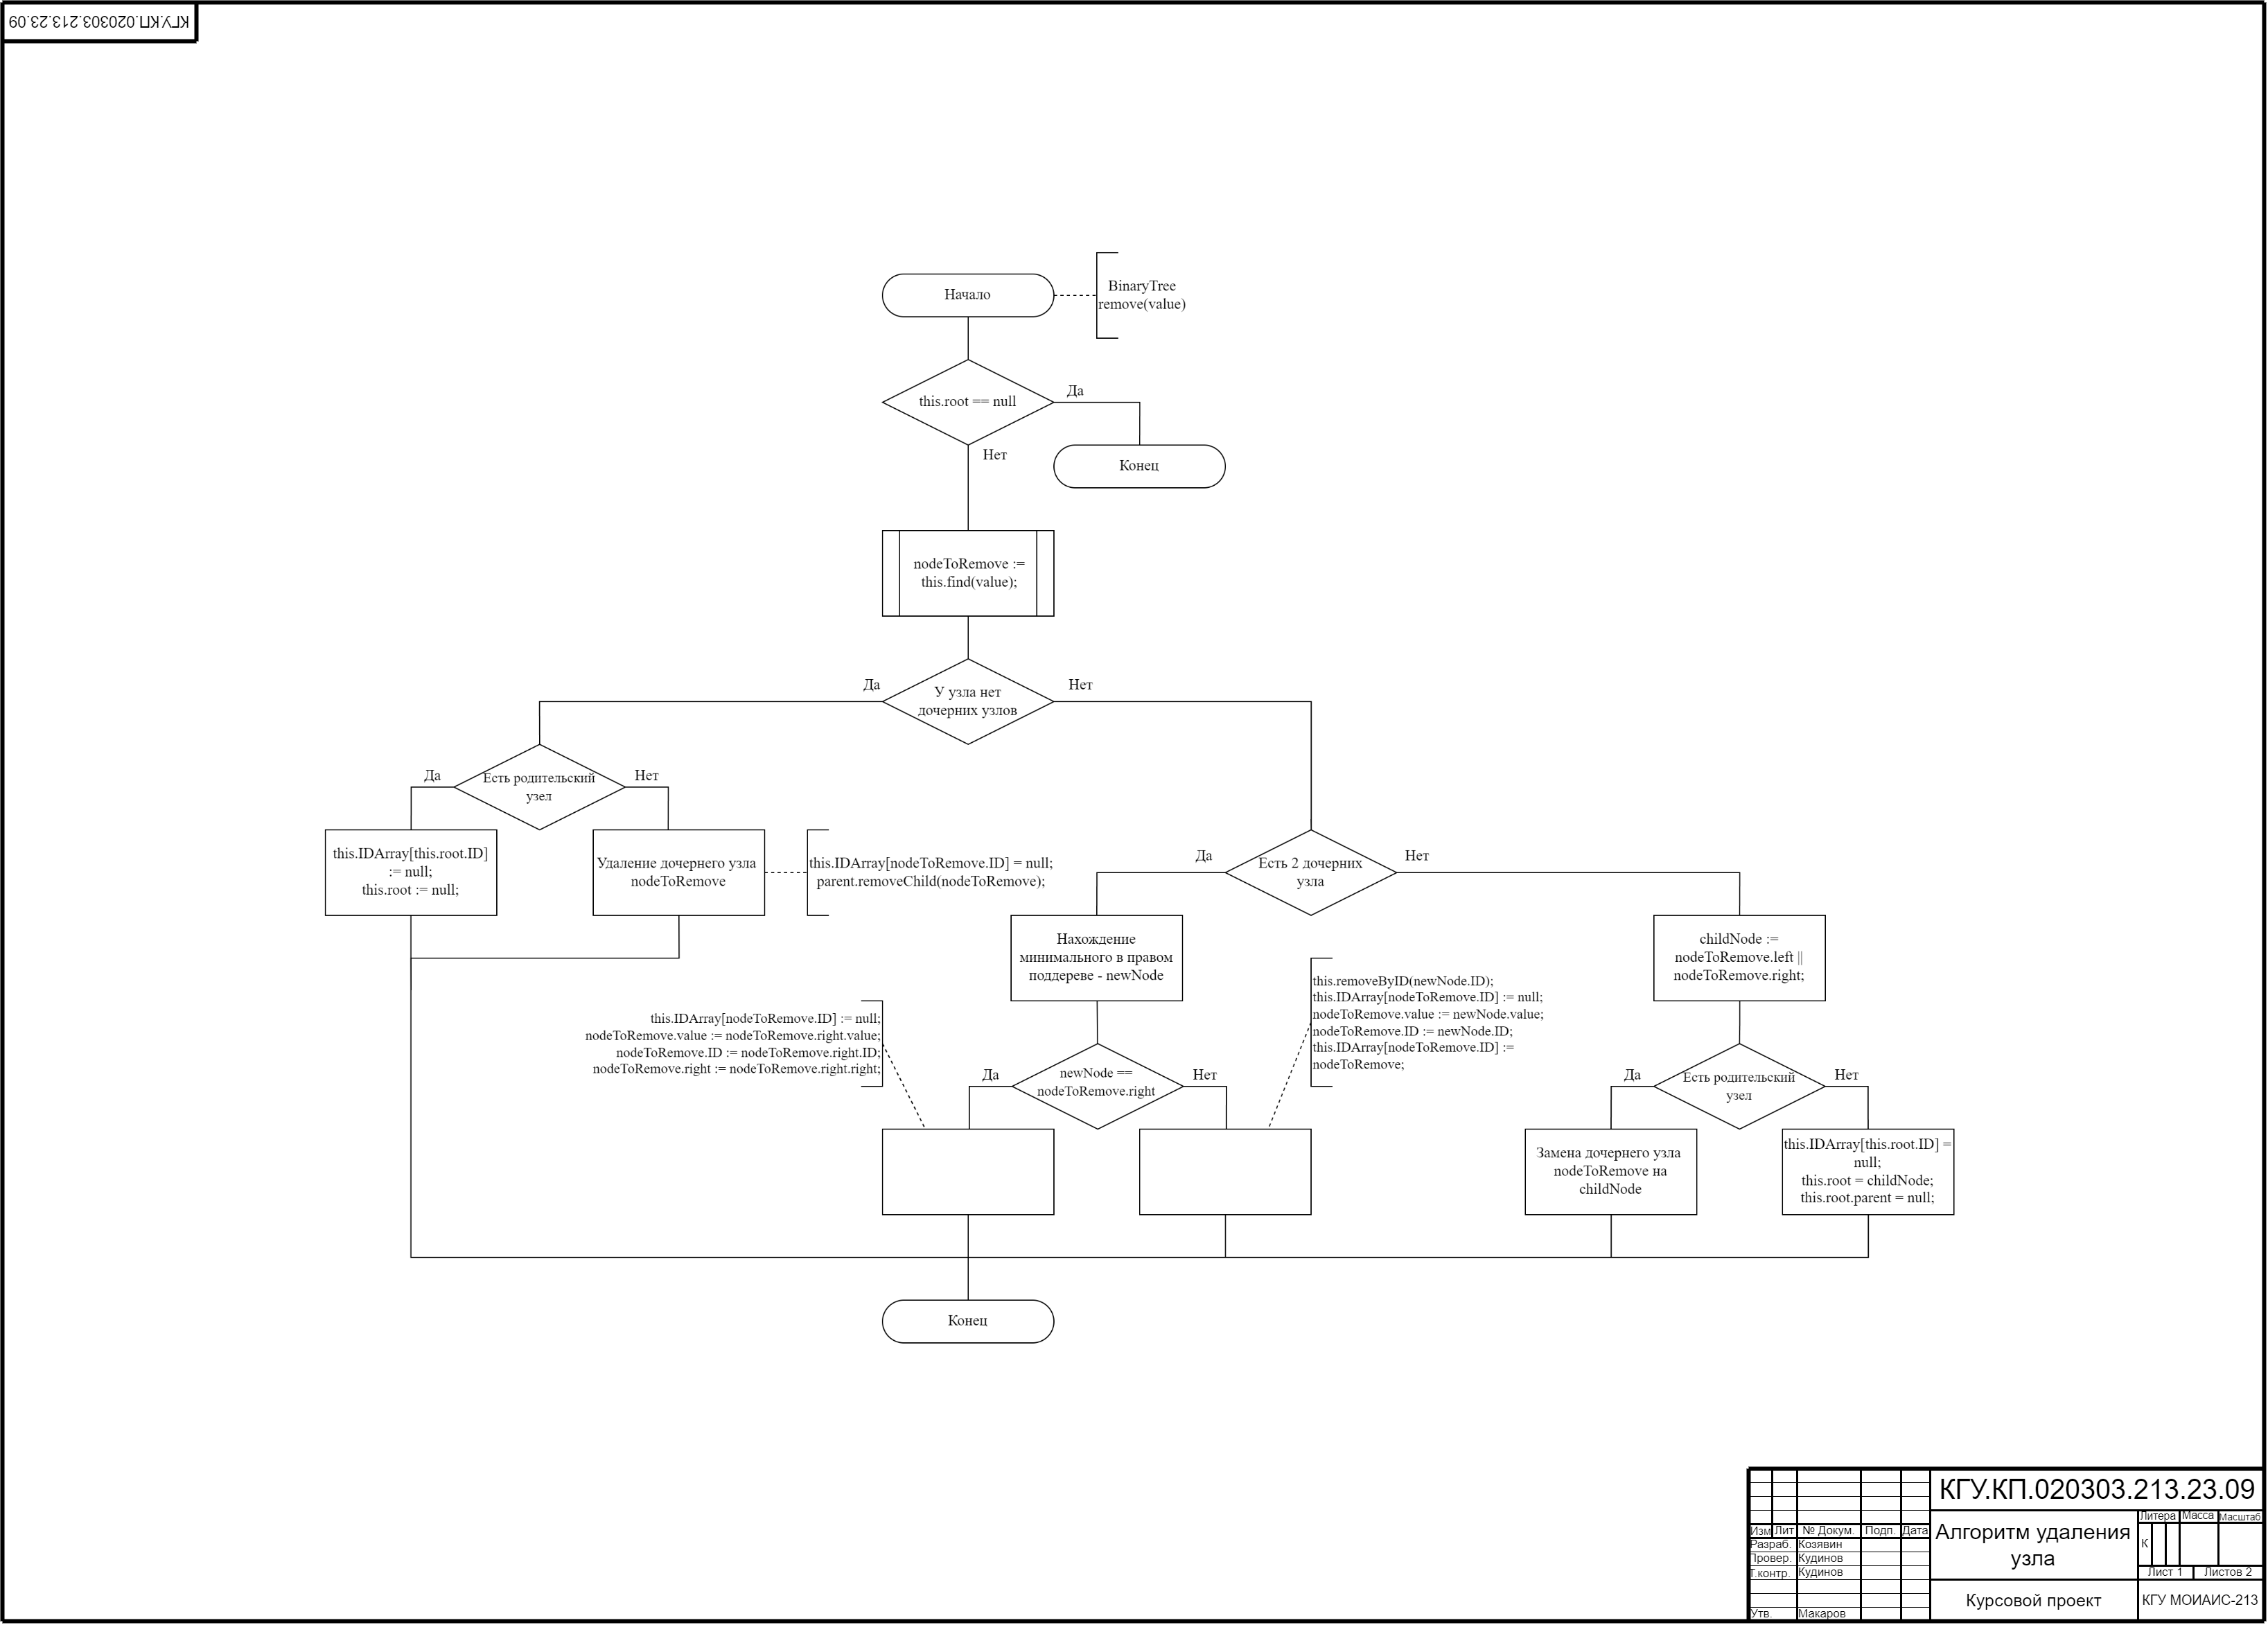 КГУ.КП.020303.213.23.09
Начало
BinaryTree
remove(value)
this.root == null
Да
Нет
Конец
nodeToRemove :=
this.find(value);
У узла нет
дочерних узлов
Да
Нет
Есть родительский
узел
Да
Нет
this.IDArray[this.root.ID]
:= null;
this.root := null;
Удаление дочернего узла
nodeToRemove
this.IDArray[nodeToRemove.ID] = null;
parent.removeChild(nodeToRemove);
Есть 2 дочерних
узла
Да
Нет
Нахождение
минимального в правом
поддереве - newNode
childNode :=
nodeToRemove.left ||
nodeToRemove.right;
this.IDArray[nodeToRemove.ID] := null;
nodeToRemove.value := nodeToRemove.right.value;
nodeToRemove.ID := nodeToRemove.right.ID;
nodeToRemove.right := nodeToRemove.right.right;
this.removeByID(newNode.ID);
this.IDArray[nodeToRemove.ID] := null;
nodeToRemove.value := newNode.value;
nodeToRemove.ID := newNode.ID;
this.IDArray[nodeToRemove.ID] :=
nodeToRemove;
newNode ==
nodeToRemove.right
Да
Нет
Есть родительский
узел
Да
Нет
Замена дочернего узла
nodeToRemove на
childNode
this.IDArray[this.root.ID] =
null;
this.root = childNode;
this.root.parent = null;
Конец
КГУ.КП.020303.213.23.09
Изм Лит № Докум. Подп. Дата
Разраб. Козявин
Провер. Кудинов
Т.контр. Кудинов
Утв. Макаров
Алгоритм удаления
узла
Литера Масса Масштаб
К
Лист 1 Листов 2
Курсовой проект
КГУ МОИАИС-213